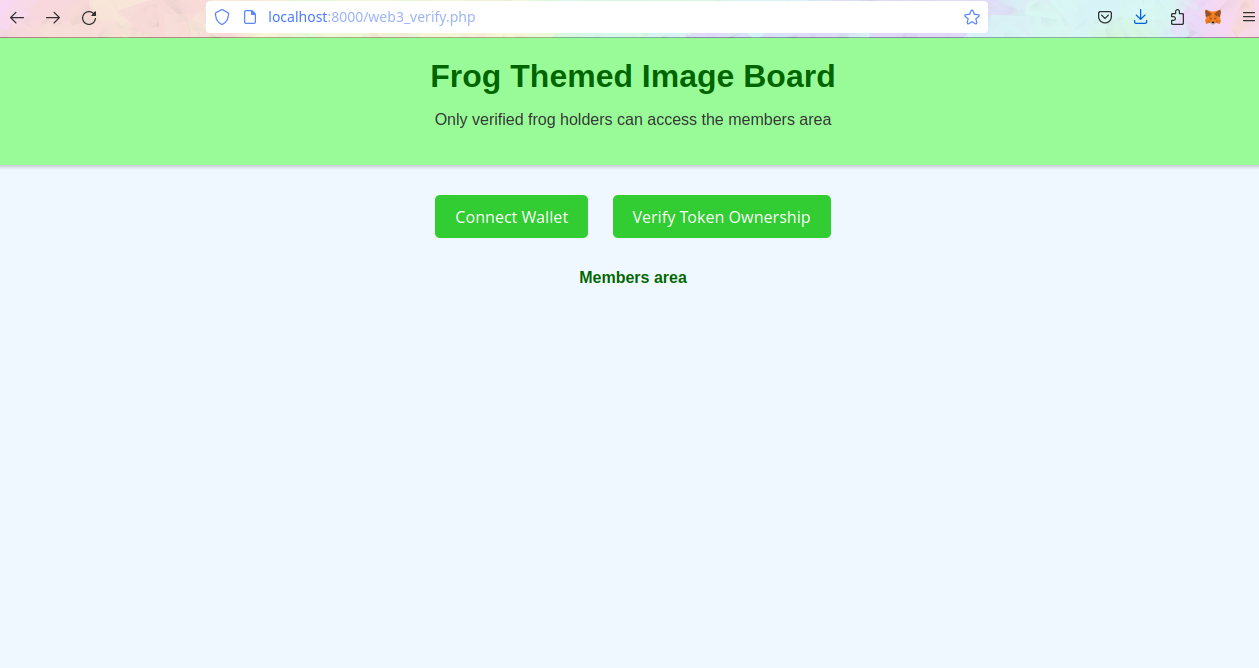 localhost:8000/web3_verify.php
Frog Themed Image Board
Only verified frog holders can access the members area
Connect Wallet
Verify Token Ownership
Members area